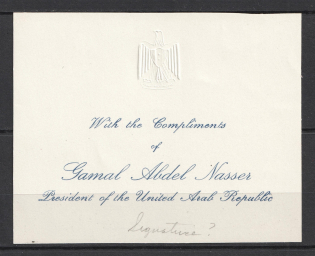 With the Compliments
of
Gamal Abdel Nasser
President of the United Arab Republic
Signature?